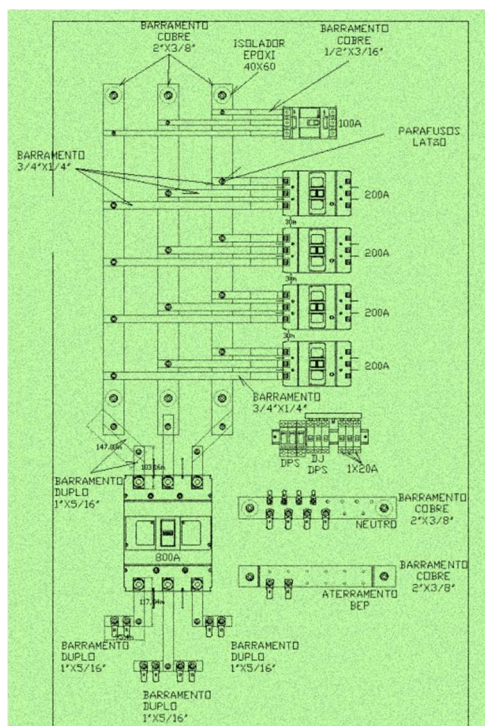 BARRAMENTO
COBRE
2"X3/8"
ISOLADOR
EPOXI
40X60
BARRAMENTO
COBRE
1/2"X3/16"
100A
PARAFUSOS
LATÃO
BARRAMENTO
3/4"X1/4"
200A
30m
200A
30m
200A
30m
200A
BARRAMENTO
3/4"X1/4"
DPS
DJ
DPS
1X20A
BARRAMENTO
DUPLO
1"X5/16"
800A
NEUTRO
BARRAMENTO
COBRE
2"X3/8"
ATERRAMENTO
BEP
BARRAMENTO
COBRE
2"X3/8"
BARRAMENTO
DUPLO
1"X5/16"
BARRAMENTO
DUPLO
1"X5/16"
BARRAMENTO
DUPLO
1"X5/16"